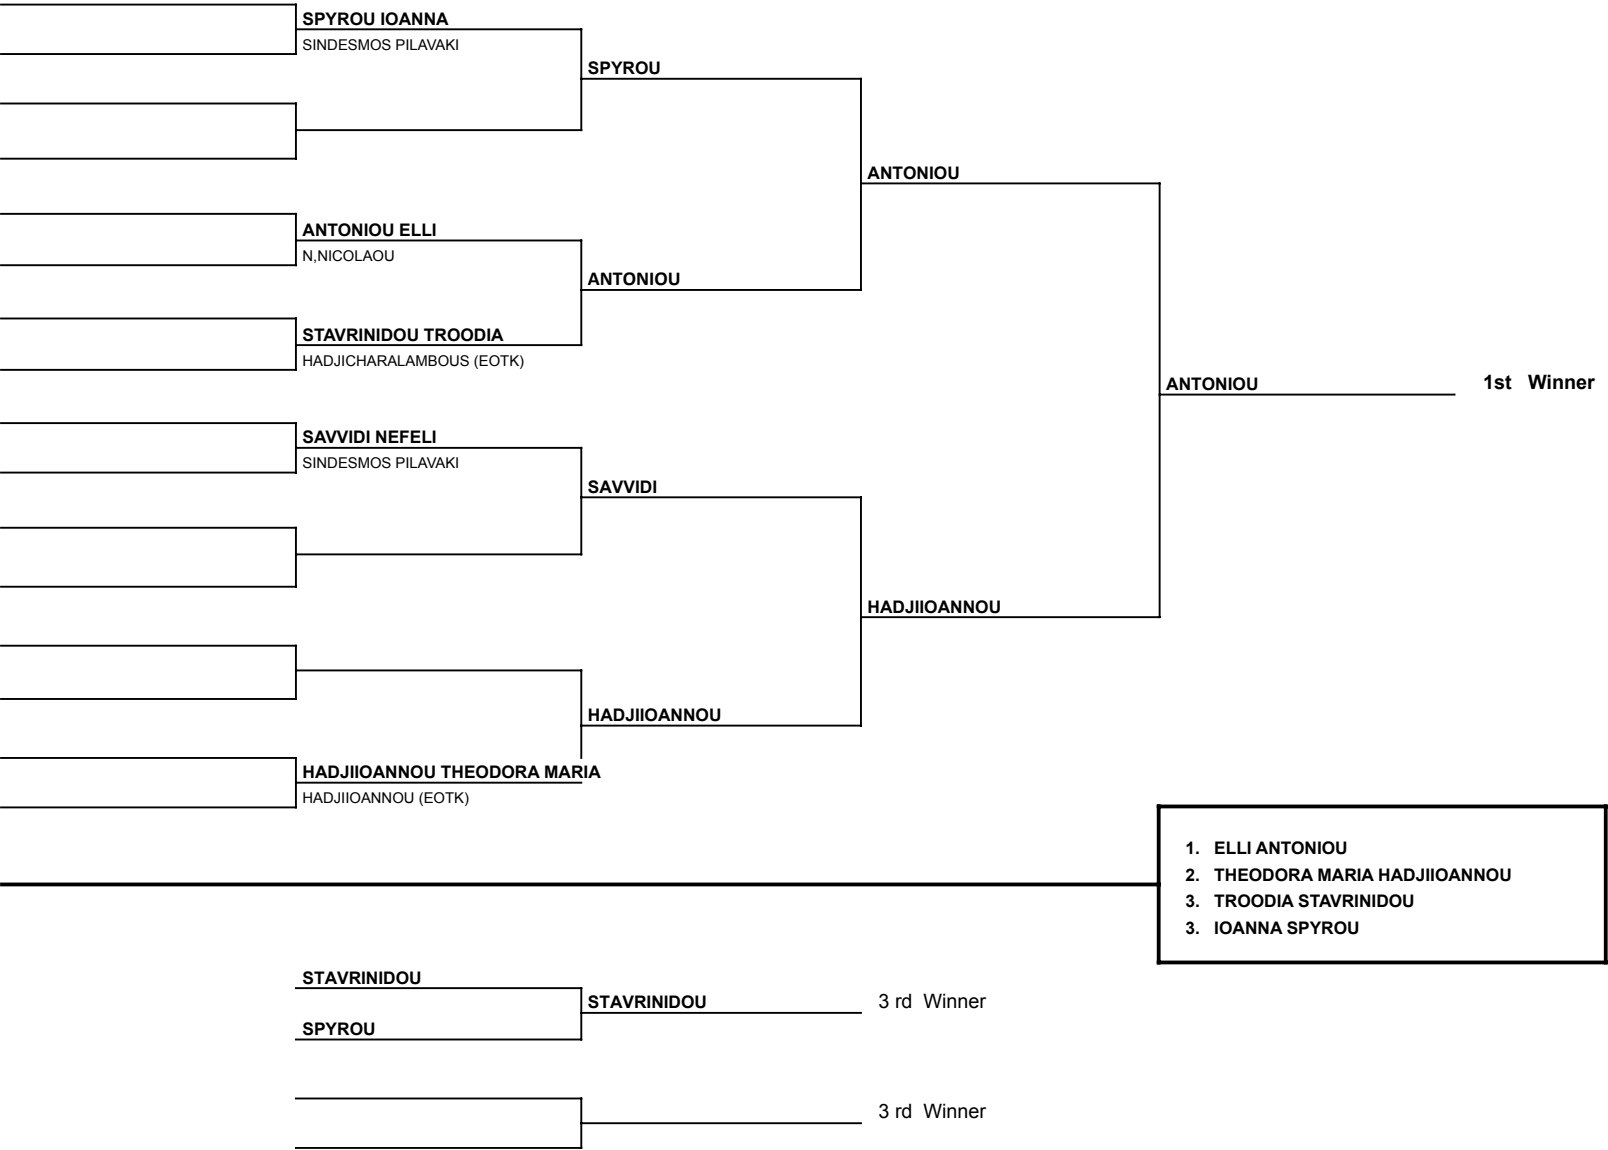 SPYROU IOANNA
SINDESMOS PILAVAKI
SPYROU
ANTONIOU
ANTONIOU ELLI
N,NICOLAOU
ANTONIOU
STAVRINIDOU TROODIA
HADJICHARALAMBOUS (EOTK)
ANTONIOU
1st Winner
SAVVIDI NEFELI
SINDESMOS PILAVAKI
SAVVIDI
HADJIIOANNOU
HADJIIOANNOU
HADJIIOANNOU THEODORA MARIA
HADJIIOANNOU (EOTK)
1. ELLI ANTONIOU
2. THEODORA MARIA HADJIIOANNOU
3. TROODIA STAVRINIDOU
3. IOANNA SPYROU
STAVRINIDOU
STAVRINIDOU
3 rd Winner
SPYROU
3 rd Winner